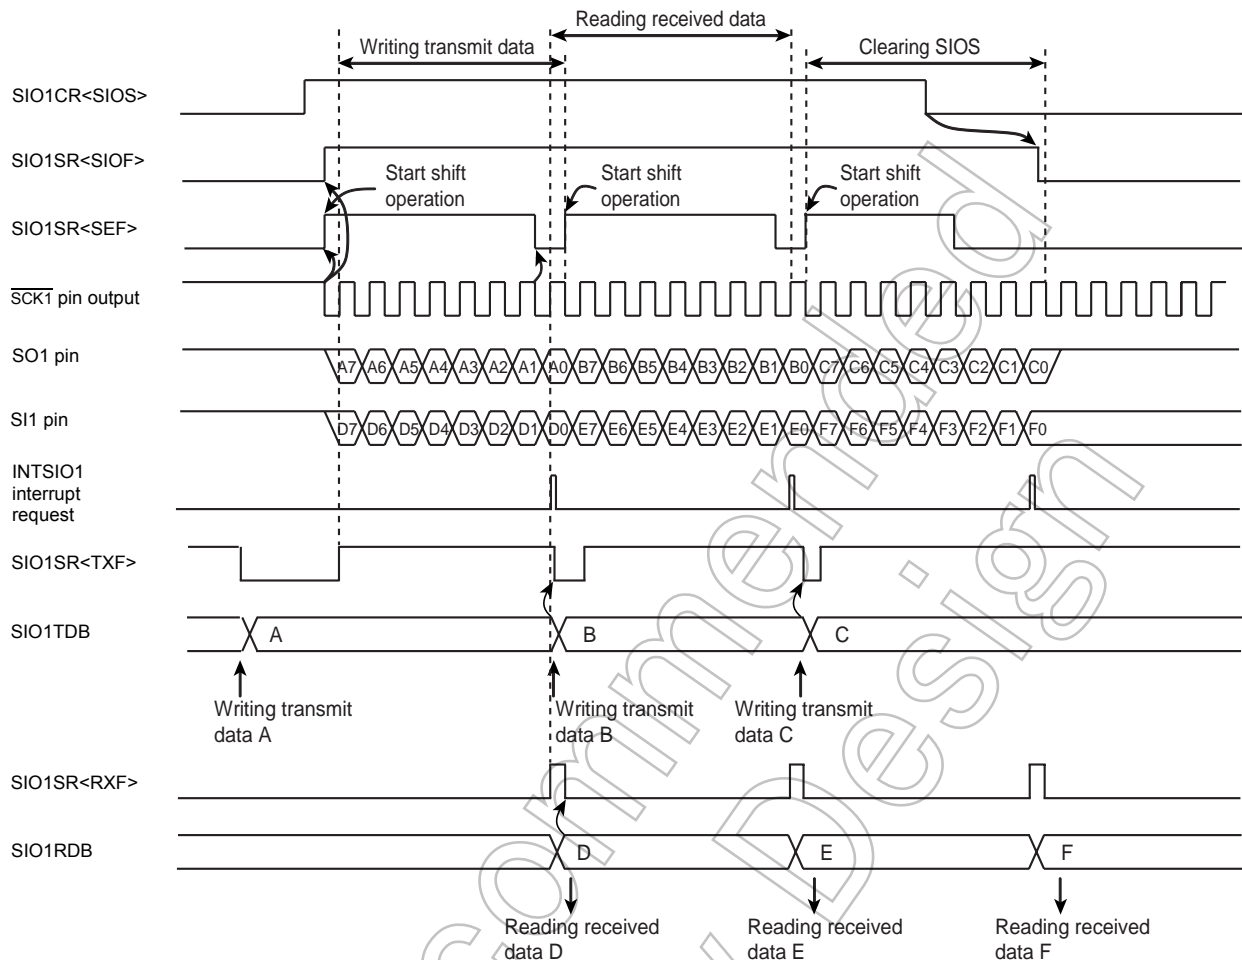 Reading received data
Writing transmit data
Clearing SIOS
SIO1CR<SIOS>
SIO1SR<SIOF>
Start shift
operation
Start shift
operation
Start shift
operation
SIO1SR<SEF>
SCK1 pin output
SO1 pin
A7 A6 A5 A4 A3 A2 A1 A0 B7 B6 B5 B4 B3 B2 B1 B0 C7 C6 C5 C4 C3 C2 C1 C0
SI1 pin
D7 D6 D5 D4 D3 D2 D1 D0 E7 E6 E5 E4 E3 E2 E1 E0 F7 F6 F5 F4 F3 F2 F1 F0
INTSIO1
interrupt
request
SIO1SR<TXF>
SIO1TDB
A
B
C
Writing transmit
data A
Writing transmit
data B
Writing transmit
data C
SIO1SR<RXF>
SIO1RDB
D
E
F
Reading received
data D
Reading received
data E
Reading received
data F
commended
Design